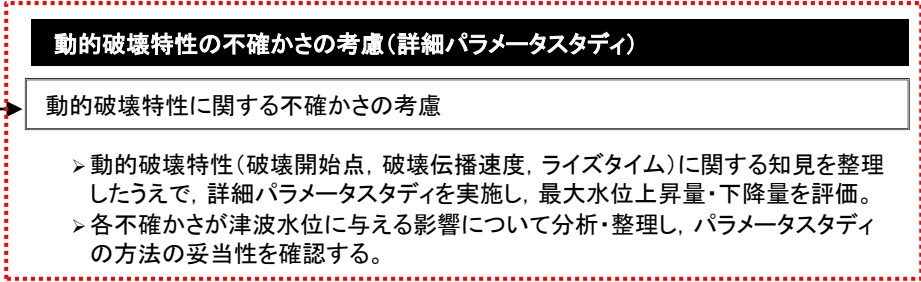 動的破壊特性の不確かさの考慮(詳細パラメータスタディ)
動的破壊特性に関する不確かさの考慮
➢動的破壊特性(破壊開始点,破壊伝播速度,ライズタイム)に関する知見を整理
したうえで,詳細パラメータスタディを実施し,最大水位上昇量・下降量を評価。
➢各不確かさが津波水位に与える影響について分析・整理し,パラメータスタディ
の方法の妥当性を確認する。